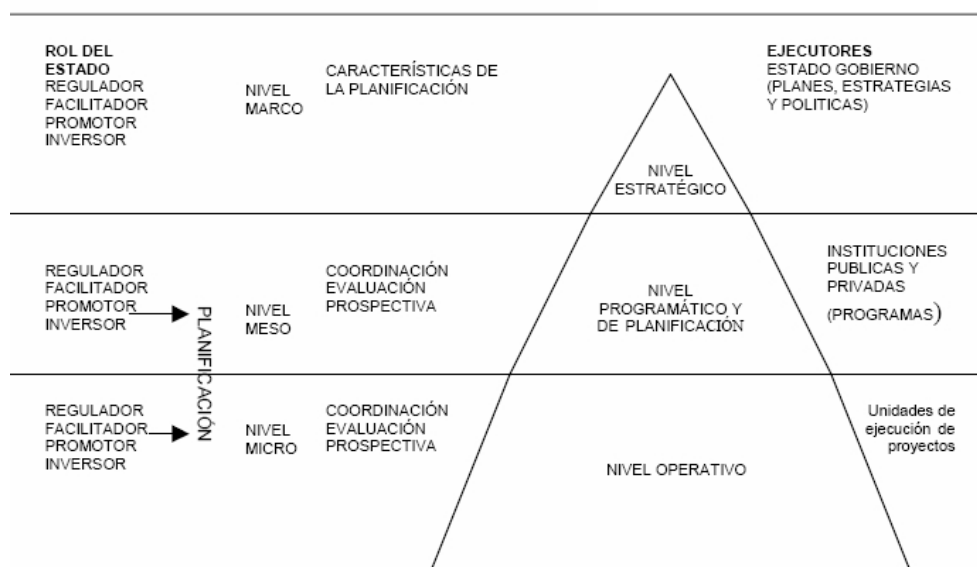 ROL DEL
ESTADO
REGULADOR
FACILITADOR
PROMOTOR
INVERSOR
NIVEL
MARCO
CARACTERÍSTICAS DE
LA PLANIFICACIÓN
NIVEL
ESTRATÉGICO
EJECUTORES
ESTADO GOBIERNO
(PLANES, ESTRATEGIAS
Y POLITICAS)
REGULADOR
FACILITADOR
PROMOTOR
INVERSOR
PLANIFICACIÓN
NIVEL
MESO
COORDINACIÓN
EVALUACIÓN
PROSPECTIVA
NIVEL
PROGRAMÁTICO Y
DE PLANIFICACIÓN
INSTITUCIONES
PUBLICAS Y
PRIVADAS
(PROGRAMAS)
REGULADOR
FACILITADOR
PROMOTOR
INVERSOR
NIVEL
MICRO
COORDINACIÓN
EVALUACIÓN
PROSPECTIVA
NIVEL OPERATIVO
Unidades de
ejecución de
proyectos